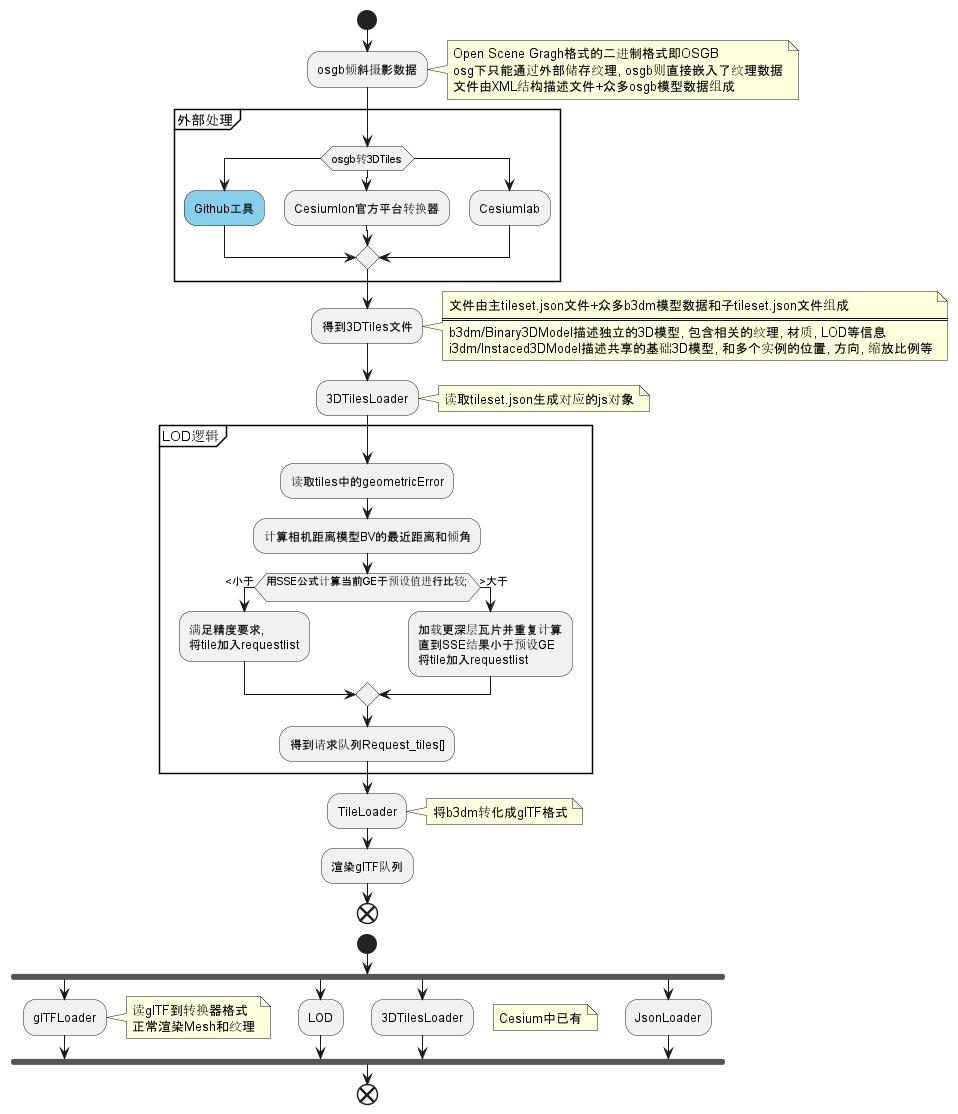 osgb倾斜摄影数据
Open Scene Gragh格式的二进制格式即OSGB
osg下只能通过外部储存纹理, osgb则直接嵌入了纹理数据
文件由XML结构描述文件+众多osgb模型数据组成
外部处理
osgb转3DTiles
Github工具
CesiumIon官方平台转换器
Cesiumlab
得到3DTiles文件
文件由主tileset.json文件+众多b3dm模型数据和子tileset.json文件组成
b3dm/Binary3DModel描述独立的3D模型, 包含相关的纹理, 材质, LOD等信息
i3dm/Instaced3DModel描述共享的基础3D模型, 和多个实例的位置, 方向, 缩放比例等
3DTilesLoader
读取tileset.json生成对应的js对象
LOD逻辑
读取tiles中的geometricError
计算相机距离模型BV的最近距离和倾角
<小于
用SSE公式计算当前GE于预设值进行比较;
>大于
满足精度要求,
将tile加入requestlist
加载更深层瓦片并重复计算
直到SSE结果小于预设GE
将tile加入requestlist
得到请求队列Request_tiles[]
TileLoader
将b3dm转化成glTF格式
渲染glTF队列
glTFLoader
读glTF到转换器格式
正常渲染Mesh和纹理
LOD
3DTilesLoader
Cesium中已有
JsonLoader